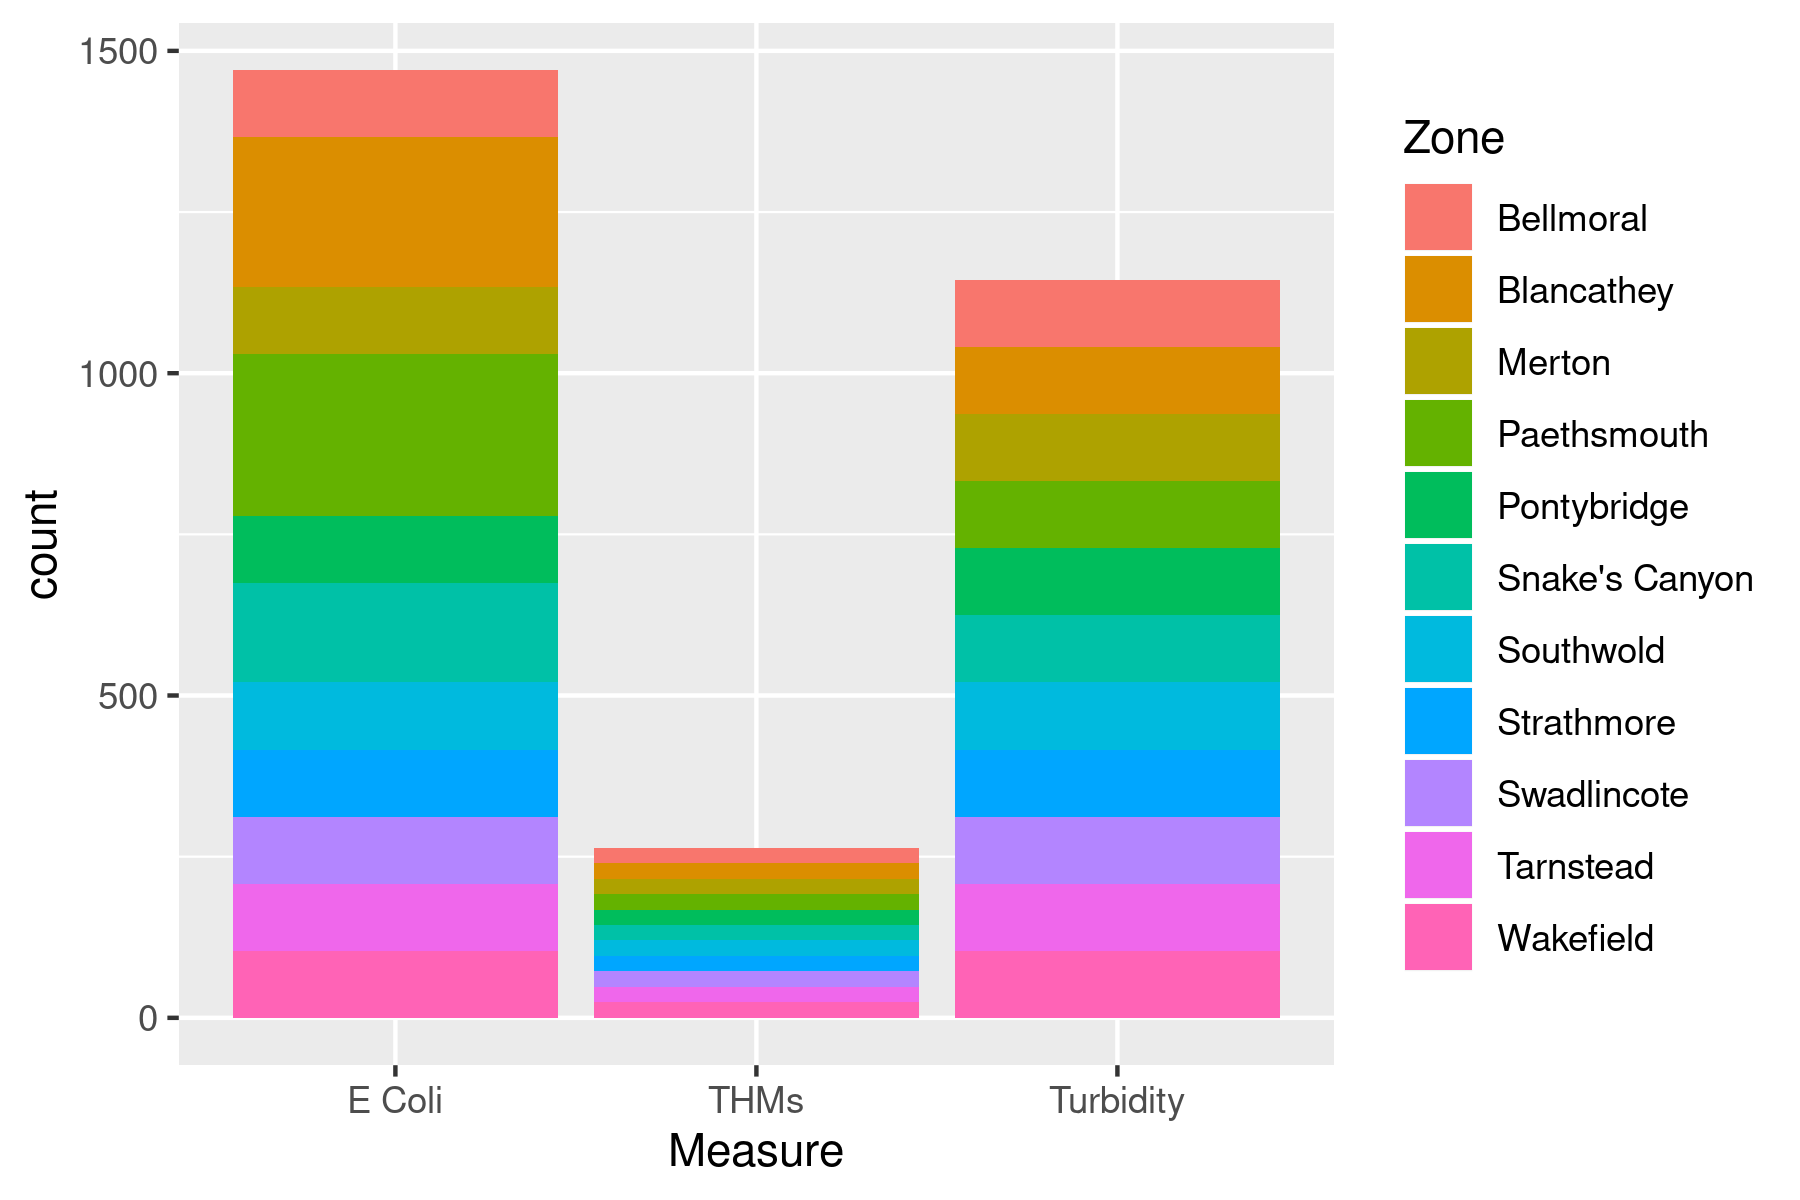 1500
1000
500
0
count
E Coli
THMs
Turbidity
Measure
Zone
Bellmoral
Blancathey
Merton
Paethsmouth
Pontybridge
Snake's Canyon
Southwold
Strathmore
Swadlincote
Tarnstead
Wakefield